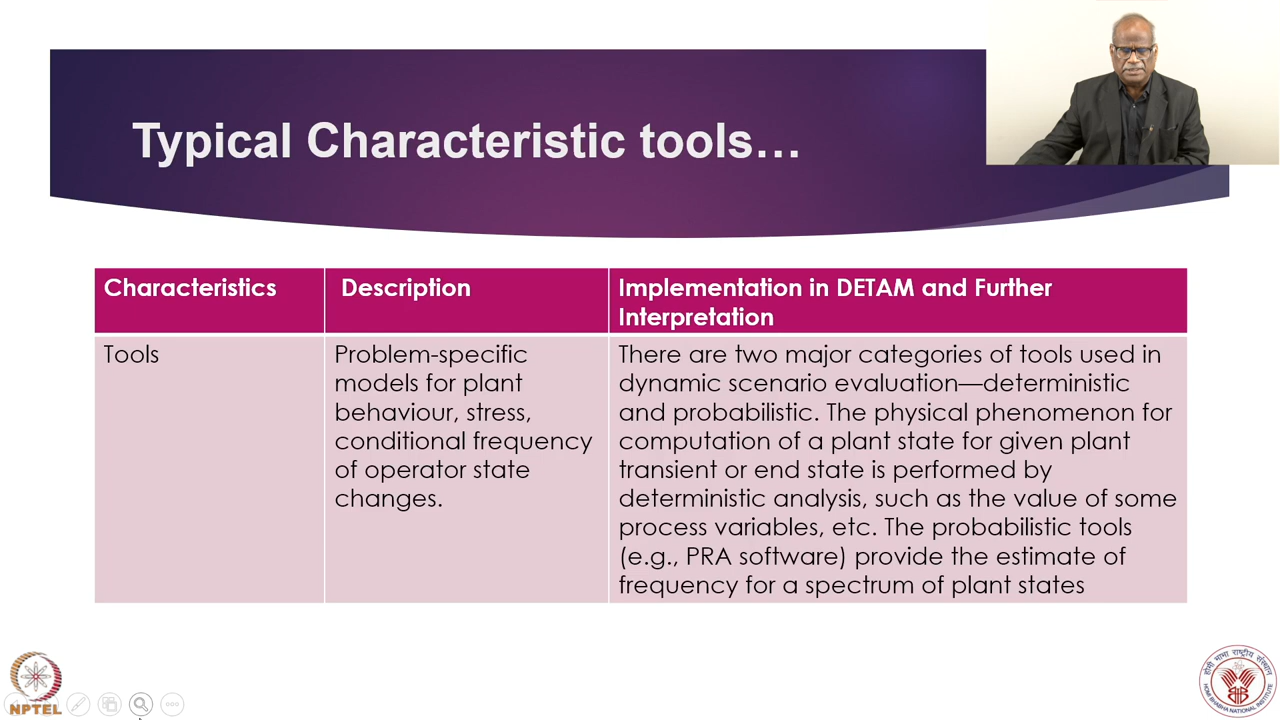 Typical Characteristic tools…
Characteristics
Description
Implementation in DETAM and Further
Interpretation
Tools
Problem-specific
models for plant
behaviour, stress,
conditional frequency
of operator state
changes.
There are two major categories of tools used in
dynamic scenario evaluation—deterministic
and probabilistic. The physical phenomenon for
computation of a plant state for given plant
transient or end state is performed by
deterministic analysis, such as the value of some
process variables, etc. The probabilistic tools
(e.g., PRA software) provide the estimate of
frequency for a spectrum of plant states
NPTEL
होमी भाभा राष्ट्रीय संस्थान
HOMI BHABHA NATIONAL INSTITUTE